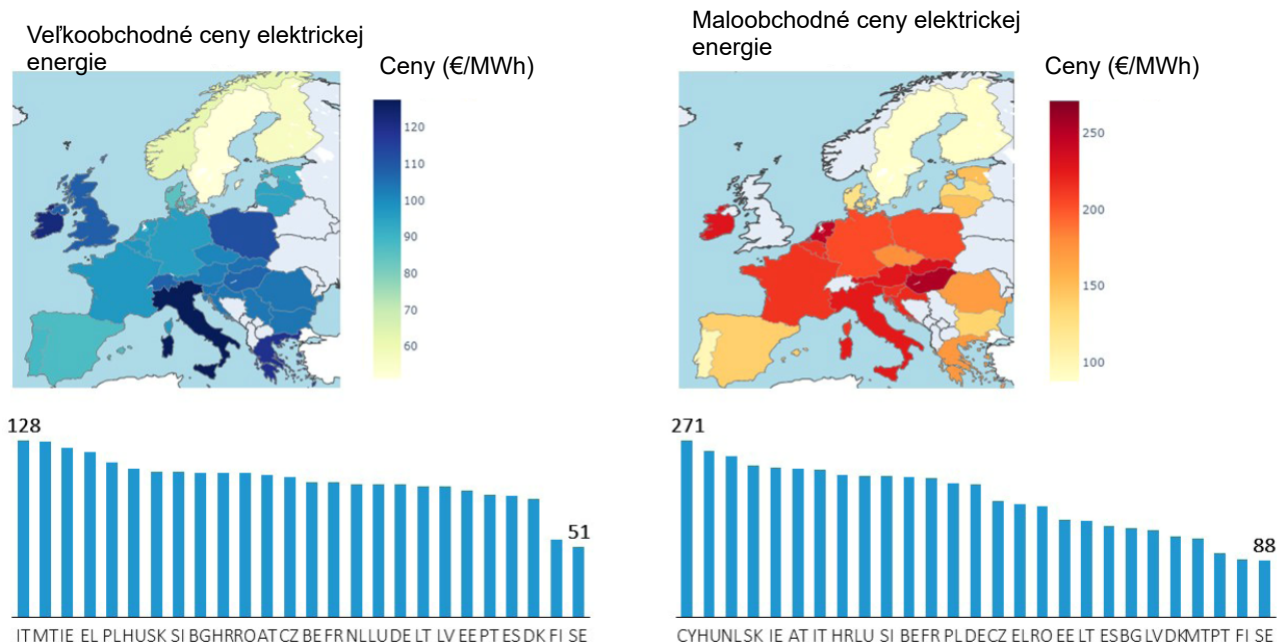 Veľkoobchodné ceny elektrickej
energie
Ceny (€/MWh)
120
110
100
90
80
70
60
128
51
IT MT IE EL PL HU SK SI BG HR RO AT CZ BE FR NL LU DE LT LV EE PT ES DK FI SE
Maloobchodné ceny elektrickej
energie
Ceny (€/MWh)
250
200
150
100
271
88
CY HU NL SK IE AT IT HR LU SI BE FR PL DE CZ EL RO EE LT ES BG LV DK MT PT FI SE